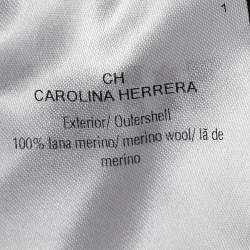 1
CH
CAROLINA HERRERA
Exterior/ Outershell
100% lana merino/ merino wool/ lã de
merino